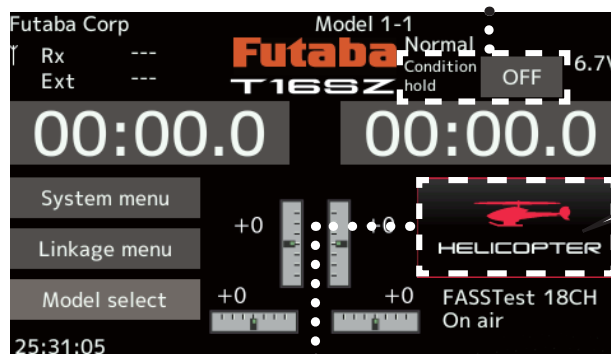 Futaba Corp
Model 1-1
Rx ---
Ext ---
Futaba
T16SZ
Normal
Condition hold
OFF
6.7V
00:00.0
00:00.0
System menu
Linkage menu
Model select
+0
+0
+0
+0
HELICOPTER
FASSTest 18CH
On air
25:31:05